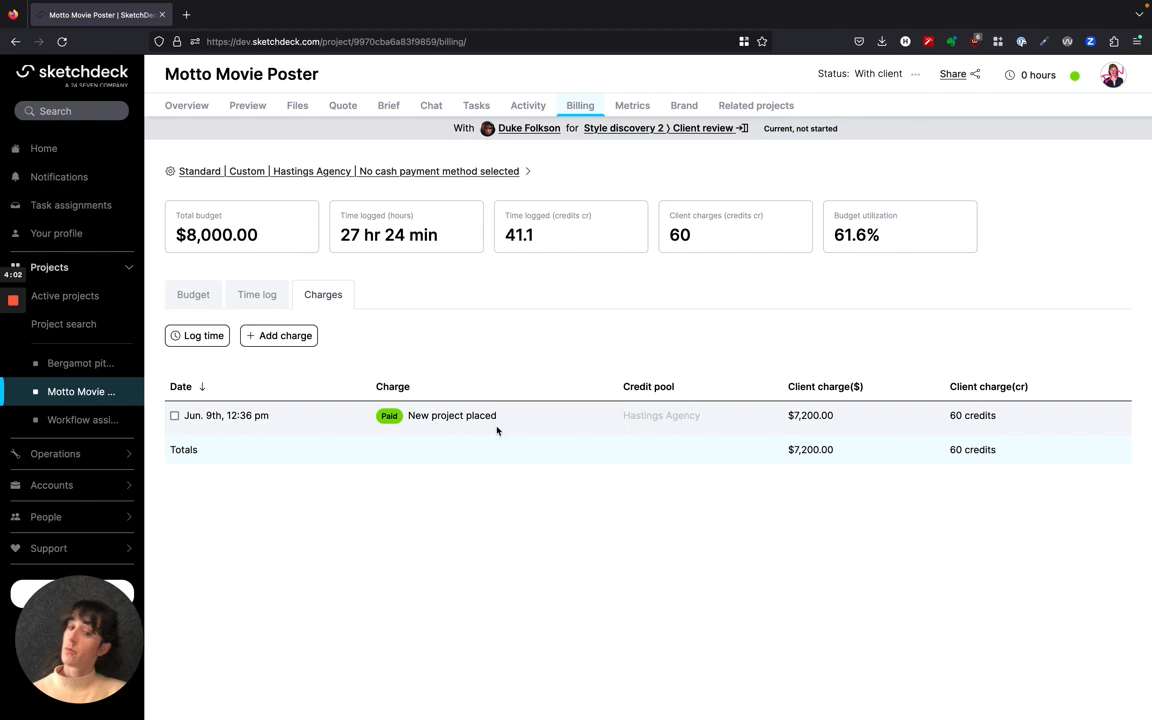 Motto Movie Poster | SketchDe
https://dev.sketchdeck.com/project/9970cba6a83f9859/billing/
6
sketchdeck
A 24 SEVEN COMPANY
Search
Home
Notifications
Task assignments
Your profile
Projects
4:02
Active projects
Project search
Bergamot pit...
Motto Movie ...
Workflow assi...
Operations
Accounts
People
Support
Motto Movie Poster
Status: With client
Share
0 hours
Overview Preview Files Quote Brief Chat Tasks Activity Billing Metrics Brand Related projects
With Duke Folkson for Style discovery 2 ⟩ Client review Current, not started
Standard | Custom | Hastings Agency | No cash payment method selected
Total budget
$8,000.00
Time logged (hours)
27 hr 24 min
Time logged (credits cr)
41.1
Client charges (credits cr)
60
Budget utilization
61.6%
Budget Time log Charges
Log time + Add charge
Date Charge Credit pool Client charge($) Client charge(cr)
Jun. 9th, 12:36 pm Paid New project placed Hastings Agency $7,200.00 60 credits
Totals $7,200.00 60 credits